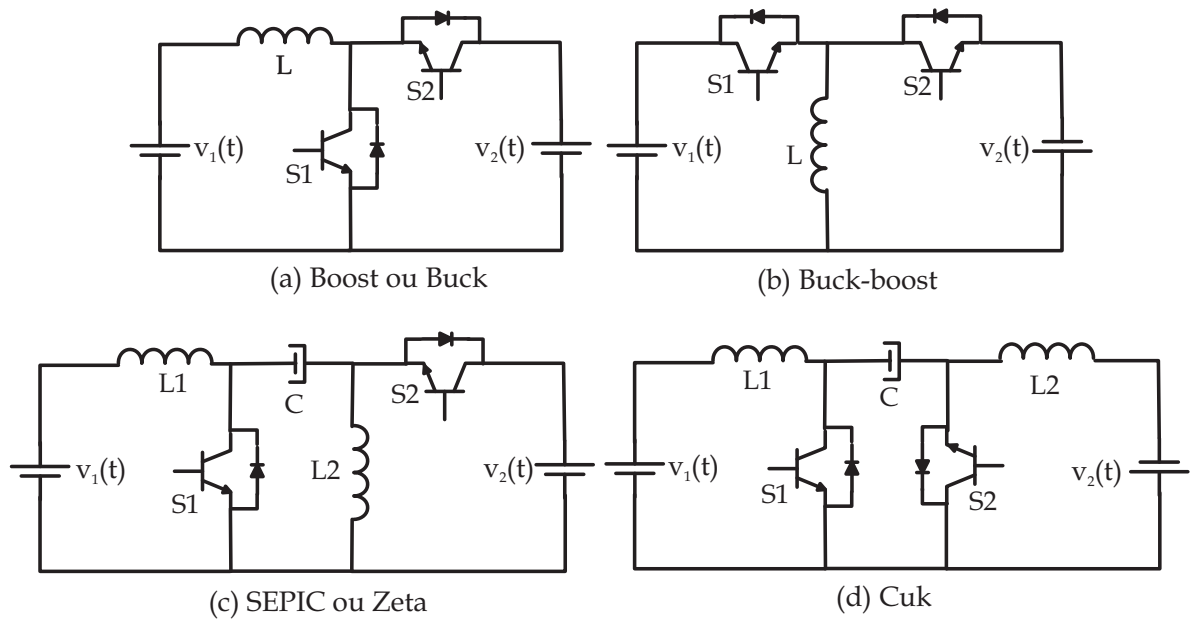 L
S2
S1
v₁(t)
v₂(t)
(a) Boost ou Buck
S1
S2
L
v₁(t)
v₂(t)
(b) Buck-boost
L1
C
S2
v₁(t)
S1
L2
v₂(t)
(c) SEPIC ou Zeta
L1
C
L2
v₁(t)
S1
S2
v₂(t)
(d) Cuk